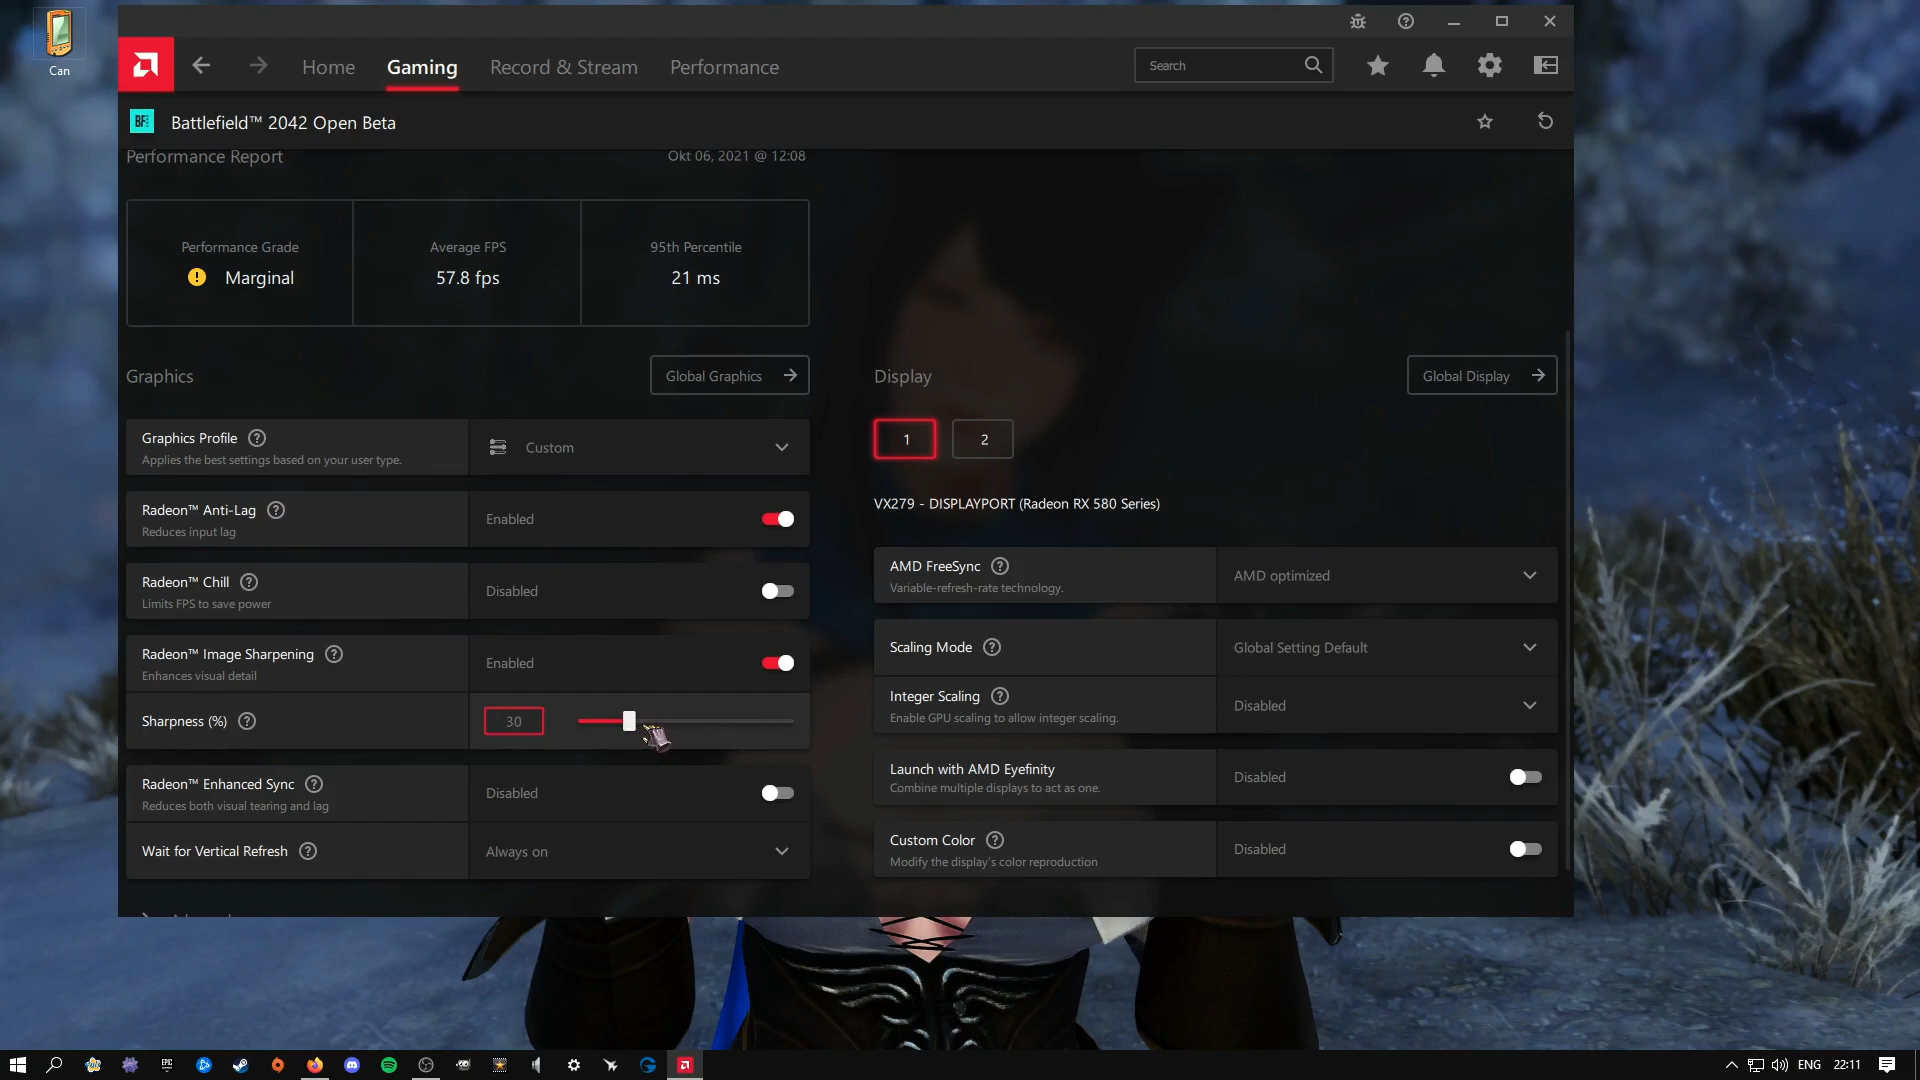 Can
Home
Gaming
Record & Stream
Performance
Search
BF
Battlefield™ 2042 Open Beta
Performance Report
Okt 06, 2021 @ 12:08
Performance Grade
Marginal
Average FPS
57.8 fps
95th Percentile
21 ms
Graphics
Global Graphics
Graphics Profile
Applies the best settings based on your user type.
Custom
Radeon™ Anti-Lag
Reduces input lag
Enabled
Radeon™ Chill
Limits FPS to save power
Disabled
Radeon™ Image Sharpening
Enhances visual detail
Enabled
Sharpness (%)
30
Radeon™ Enhanced Sync
Reduces both visual tearing and lag
Disabled
Wait for Vertical Refresh
Always on
Display
Global Display
1
2
VX279 - DISPLAYPORT (Radeon RX 580 Series)
AMD FreeSync
Variable-refresh-rate technology.
AMD optimized
Scaling Mode
Global Setting Default
Integer Scaling
Enable GPU scaling to allow integer scaling.
Disabled
Launch with AMD Eyefinity
Combine multiple displays to act as one.
Disabled
Custom Color
Modify the display's color reproduction
Disabled
EPIC
ENG
22:11